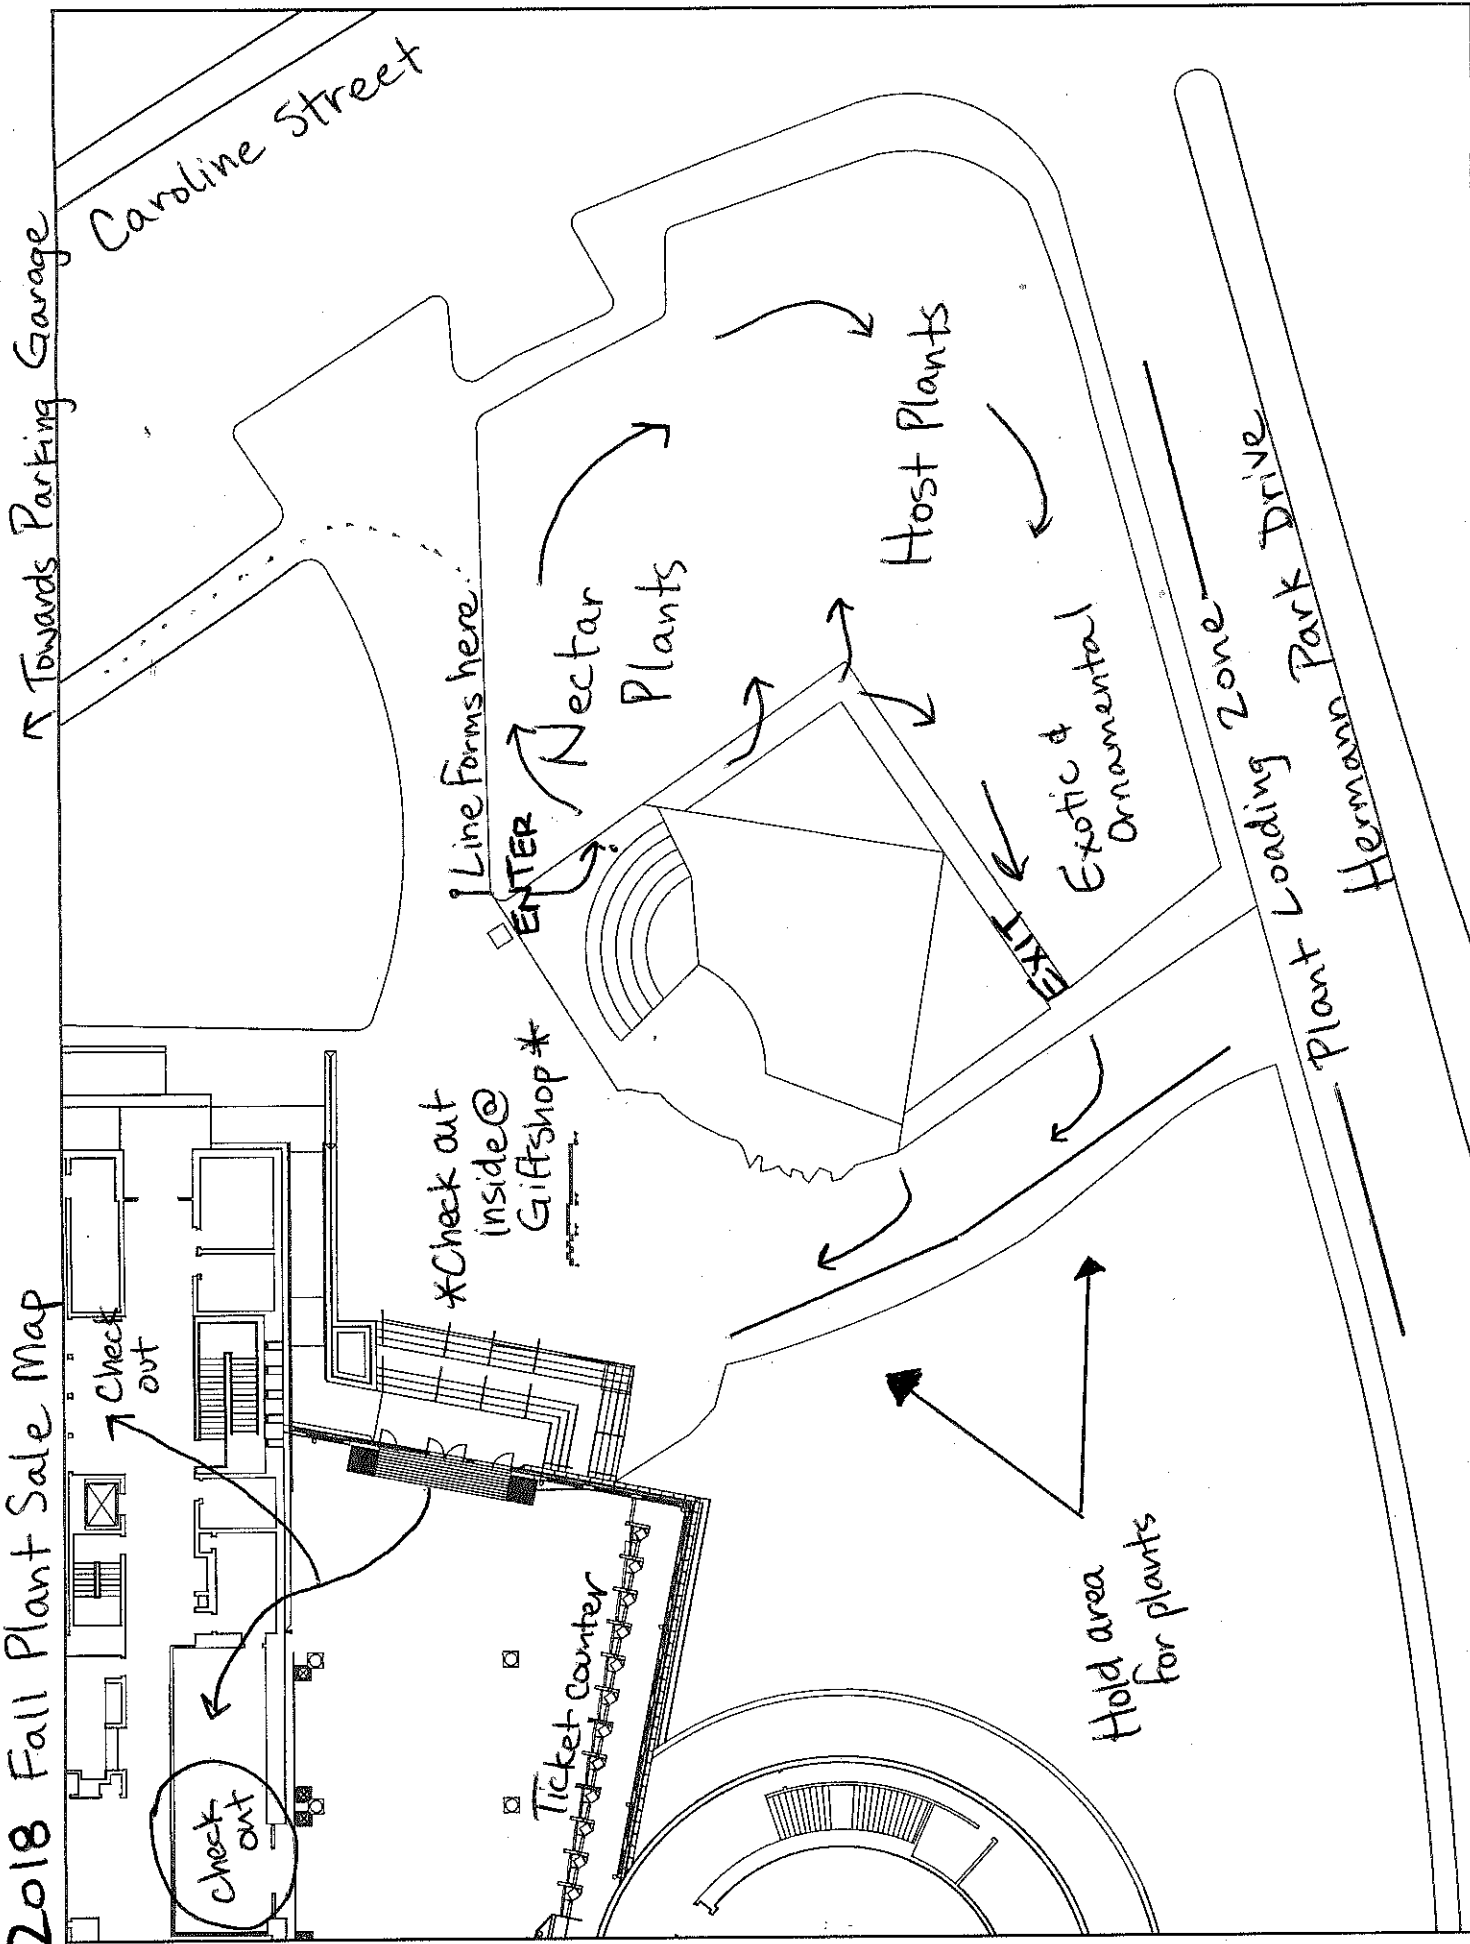 2018 Fall Plant Sale Map
↖ Towards Parking Garage
Caroline Street
Check
out
Check
out
*Check out
inside@
Giftshop*
Line Forms here
ENTER
Nectar
Plants
Host Plants
Exotic &
Ornamental
EXIT
Ticket counter
Hold area
for plants
Plant Loading Zone
Hermann Park Drive